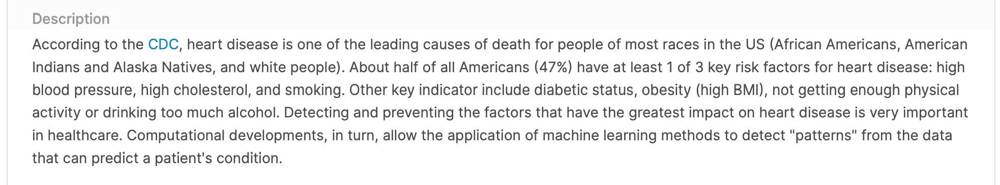 Description
According to the CDC, heart disease is one of the leading causes of death for people of most races in the US (African Americans, American
Indians and Alaska Natives, and white people). About half of all Americans (47%) have at least 1 of 3 key risk factors for heart disease: high
blood pressure, high cholesterol, and smoking. Other key indicator include diabetic status, obesity (high BMI), not getting enough physical
activity or drinking too much alcohol. Detecting and preventing the factors that have the greatest impact on heart disease is very important
in healthcare. Computational developments, in turn, allow the application of machine learning methods to detect "patterns" from the data
that can predict a patient's condition.